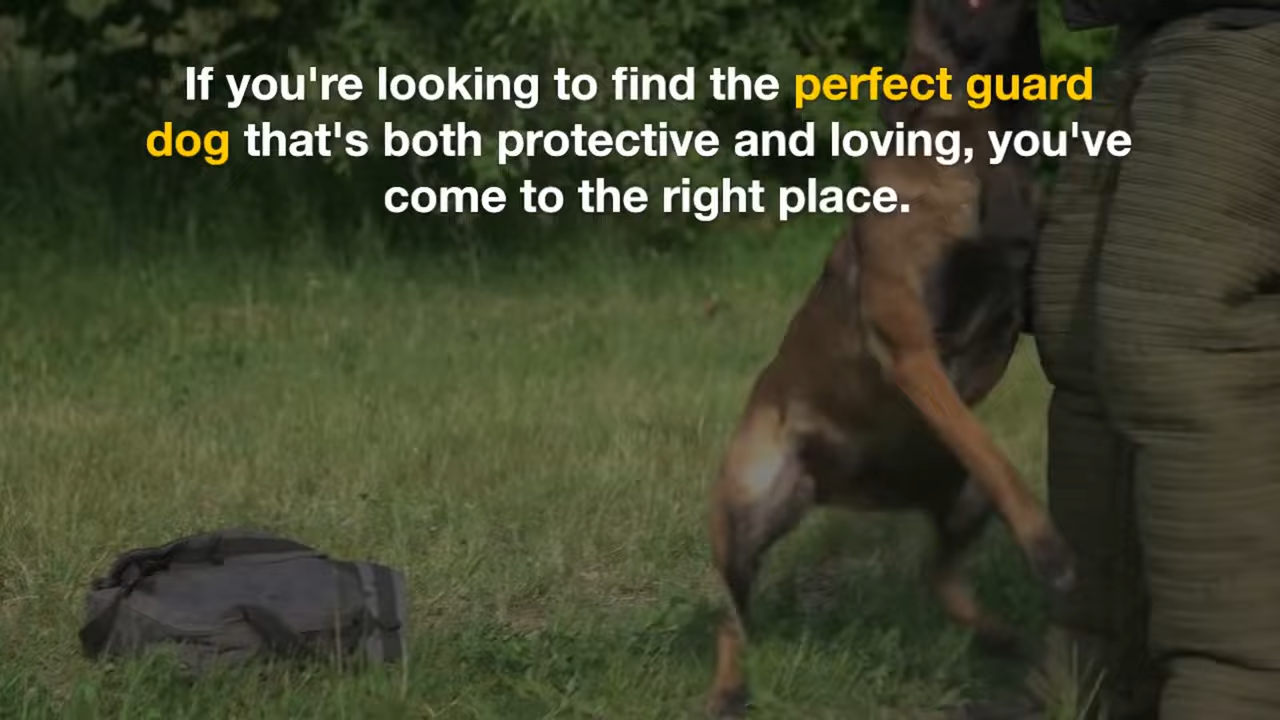 If you're looking to find the perfect guard
dog that's both protective and loving, you've
come to the right place.